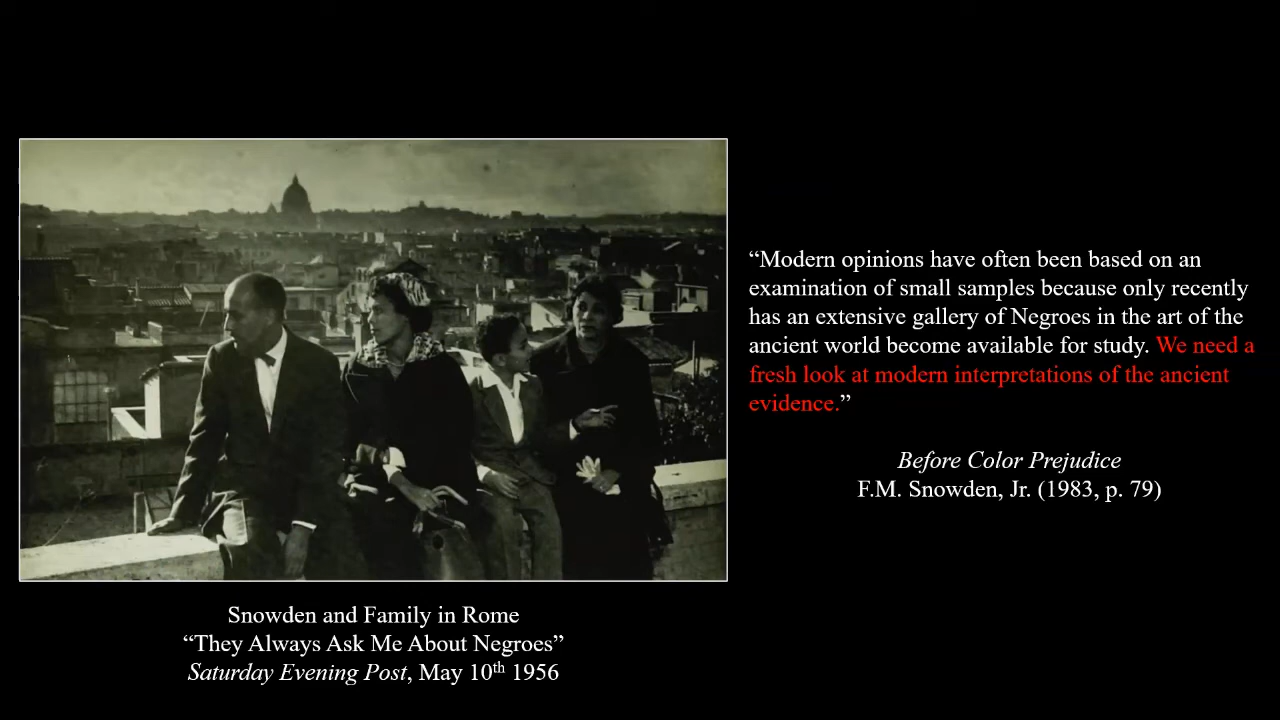 “Modern opinions have often been based on an
examination of small samples because only recently
has an extensive gallery of Negroes in the art of the
ancient world become available for study. We need a
fresh look at modern interpretations of the ancient
evidence.”
Before Color Prejudice
F.M. Snowden, Jr. (1983, p. 79)
Snowden and Family in Rome
“They Always Ask Me About Negroes”
Saturday Evening Post, May 10th 1956